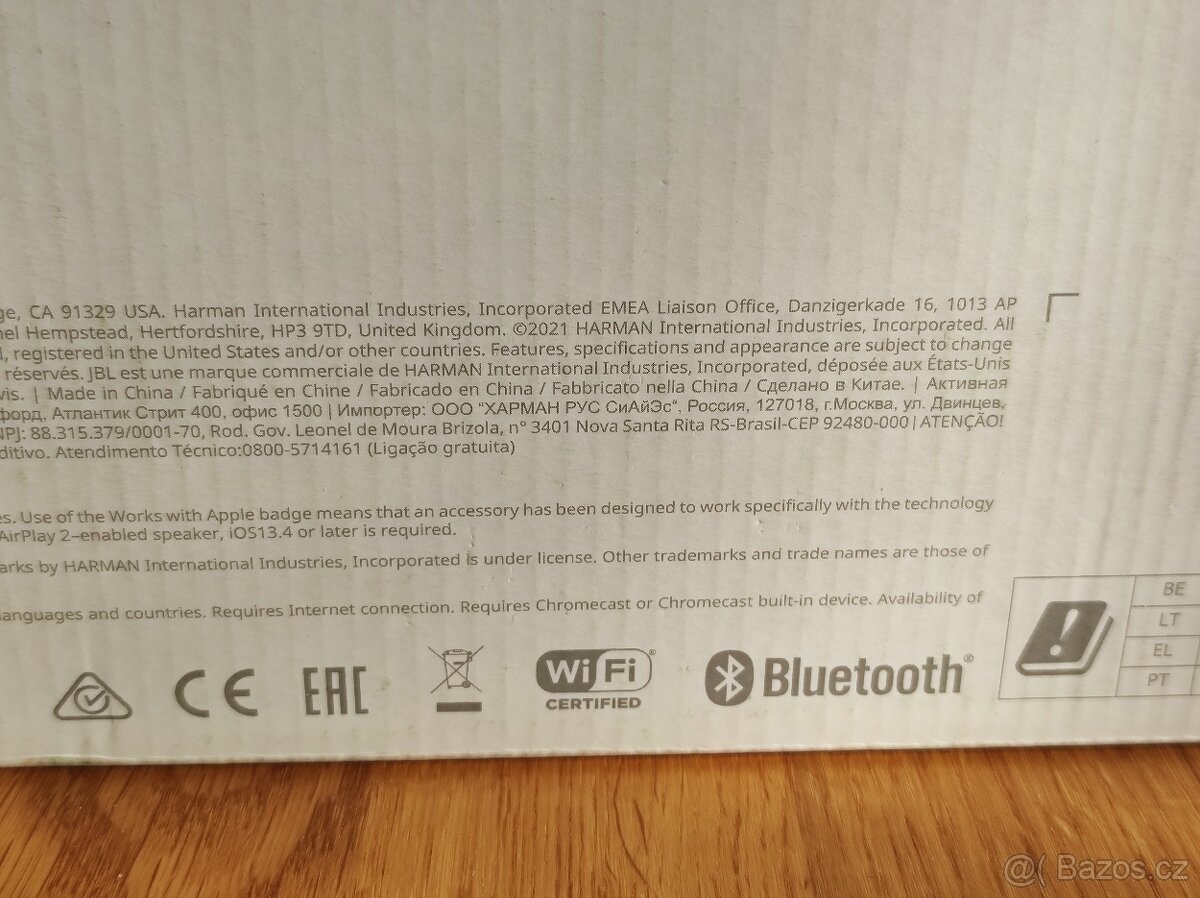 ge, CA 91329 USA. Harman International Industries, Incorporated EMEA Liaison Office, Danzigerkade 16, 1013 AP
nel Hempstead, Hertfordshire, HP3 9TD, United Kingdom. ©2021 HARMAN International Industries, Incorporated. All
, registered in the United States and/or other countries. Features, specifications and appearance are subject to change
réservés. JBL est une marque commerciale de HARMAN International Industries, Incorporated, déposée aux États-Unis
vis. | Made in China / Fabriqué en Chine / Fabricado en China / Fabbricato nella China / Сделано в Китае. | Активная
форд, Атлантик Стрит 400, офис 1500 | Импортер: ООО "ХАРМАН РУС СиАйЭс", Россия, 127018, г.Москва, ул. Двинцев,
NPJ: 88.315.379/0001-70, Rod. Gov. Leonel de Moura Brizola, n° 3401 Nova Santa Rita RS-Brasil-CEP 92480-000 | ATENÇÃO!
ditivo. Atendimento Técnico:0800-5714161 (Ligação gratuita)
es. Use of the Works with Apple badge means that an accessory has been designed to work specifically with the technology
AirPlay 2–enabled speaker, iOS13.4 or later is required.
arks by HARMAN International Industries, Incorporated is under license. Other trademarks and trade names are those of
languages and countries. Requires Internet connection. Requires Chromecast or Chromecast built-in device. Availability of
CE
EAC
Wi Fi®
CERTIFIED
Bluetooth®
BE
LT
EL
PT
@( Bazos.cz